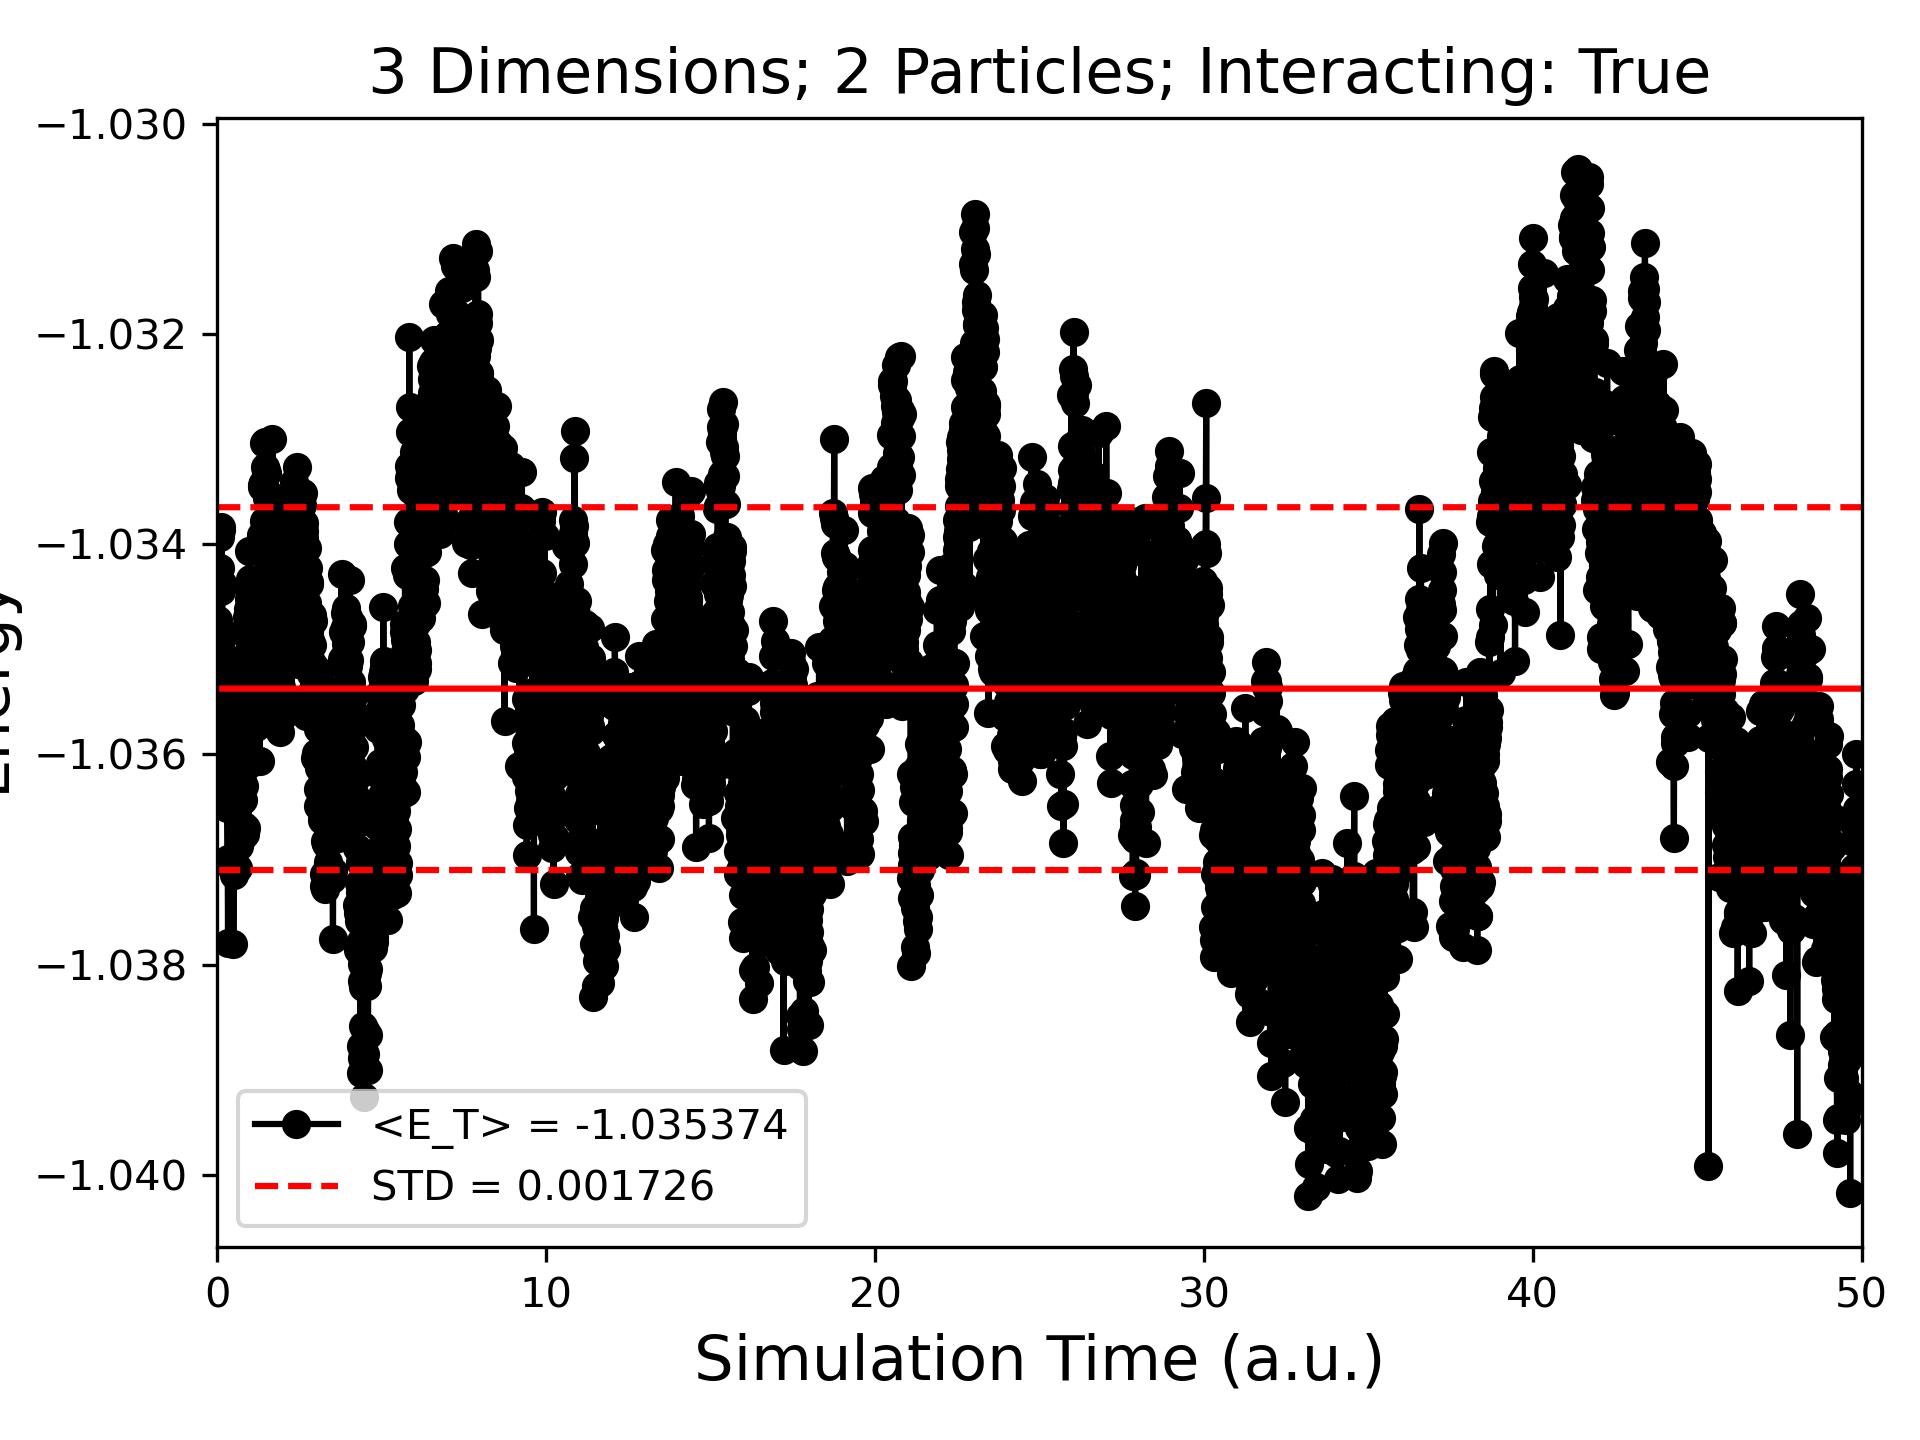 3 Dimensions; 2 Particles; Interacting: True
−1.030
−1.032
−1.034
−1.036
−1.038
−1.040
Energy
<E_T> = -1.035374
STD = 0.001726
0 10 20 30 40 50
Simulation Time (a.u.)